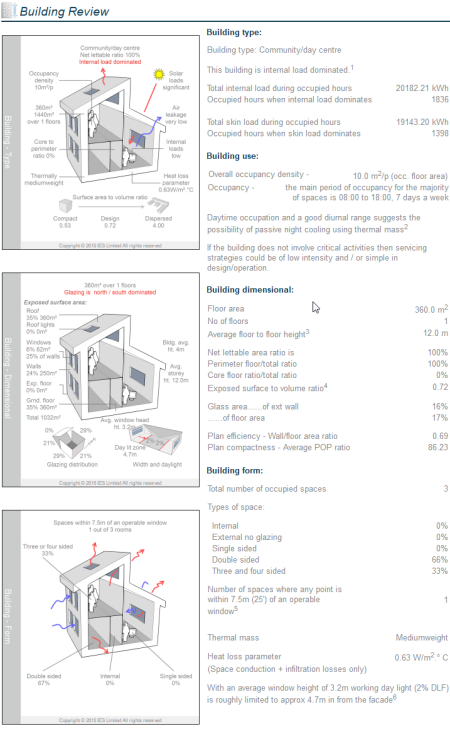 Building Review
Building - Type
Community/day centre
Net lettable ratio 100%
Internal load dominated
Occupancy
density
10m²/p
Solar
loads
significant
360m²
1440m³
over 1 floors
Air
leakage
very low
Core to
perimeter
ratio 0%
Internal
loads
low
Thermally
mediumweight
Heat loss
parameter
0.63W/m².°C
Surface area to volume ratio
Compact
0.53
Design
0.72
Dispersed
4.00
Copyright © 2015 IES Limited All rights reserved
Building - Dimensional
360m² over 1 floors
Glazing is north / south dominated
Exposed surface area:
Roof
35% 360m²
Roof lights
0% 0m²
Windows
6% 62m²
25% of walls
Walls
24% 250m²
Exp. floor
0% 0m²
Grnd. floor
35% 360m²
Total 1032m²
Bldg. avg.
ht. 4m
Avg.
storey
ht. 12.0m
Avg. window head
ht. 3.2m
0%
29%
21%
21%
29%
Day lit zone
4.7m
Glazing distribution
Width and daylight
Copyright © 2015 IES Limited All rights reserved
Building - Form
Spaces within 7.5m of an operable window
1 out of 3 rooms
Three or four sided
33%
Double sided
67%
Internal
0%
Single sided
0%
Copyright © 2015 IES Limited All rights reserved
Building type:
Building type: Community/day centre
This building is internal load dominated.1
Total internal load during occupied hours 20182.21 kWh
Occupied hours when internal load dominates 1836
Total skin load during occupied hours 19143.20 kWh
Occupied hours when skin load dominates 1398
Building use:
Overall occupancy density - 10.0 m²/p (occ. floor area)
Occupancy - the main period of occupancy for the majority
of spaces is 08:00 to 18:00, 7 days a week
Daytime occupation and a good diurnal range suggests the
possibility of passive night cooling using thermal mass2
If the building does not involve critical activities then servicing
strategies could be of low intensity and / or simple in
design/operation.
Building dimensional:
Floor area 360.0 m2
No of floors 1
Average floor to floor height3 12.0 m
Net lettable area ratio is 100%
Perimeter floor/total ratio 100%
Core floor ratio/total ratio 0%
Exposed surface to volume ratio4 0.72
Glass area.......of ext wall 16%
.......of floor area 17%
Plan efficiency - Wall/floor area ratio 0.69
Plan compactness - Average POP ratio 86.23
Building form:
Total number of occupied spaces 3
Types of space:
Internal 0%
External no glazing 0%
Single sided 0%
Double sided 66%
Three and four sided 33%
Number of spaces where any point is
within 7.5m (25') of an operable 1
window5
Thermal mass Mediumweight
Heat loss parameter 0.63 W/m2.° C
(Space conduction + infiltration losses only)
With an average window height of 3.2m working day light (2% DLF)
is roughly limited to approx 4.7m in from the facade6